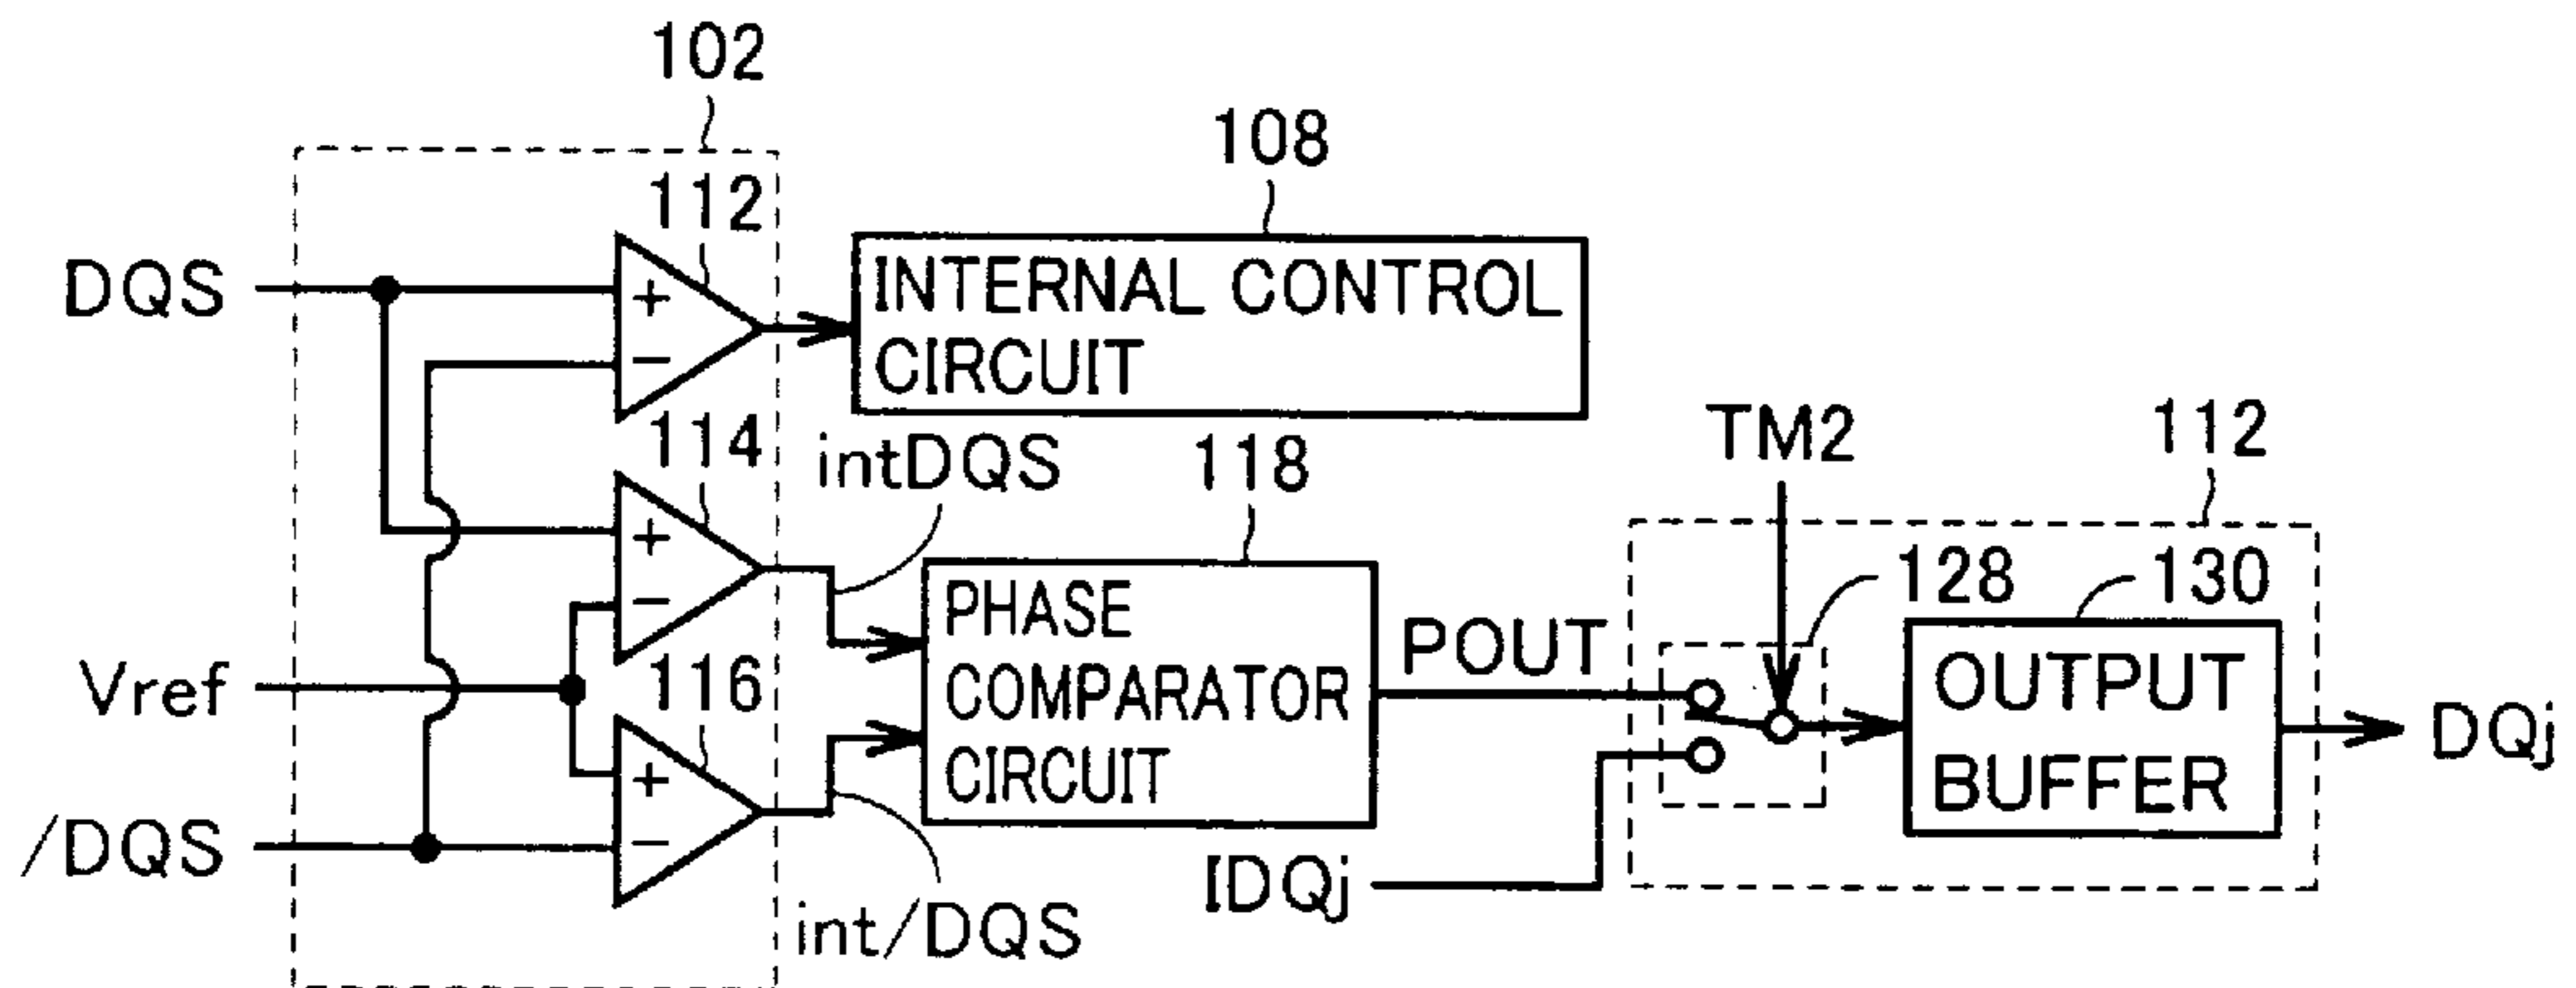 102
108
112
DQS
+
−
INTERNAL CONTROL
CIRCUIT
114
intDQS
118
TM2
112
+
−
128
130
PHASE
COMPARATOR
CIRCUIT
POUT
OUTPUT
BUFFER
DQj
Vref
116
+
−
/DQS
int/DQS
IDQj